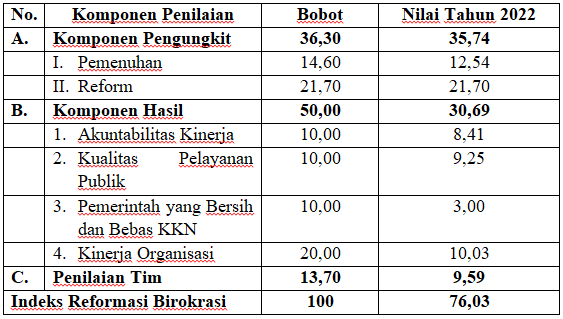 No. Komponen Penilaian Bobot Nilai Tahun 2022
A. Komponen Pengungkit 36,30 35,74
I. Pemenuhan 14,60 12,54
II. Reform 21,70 21,70
B. Komponen Hasil 50,00 30,69
1. Akuntabilitas Kinerja 10,00 8,41
2. Kualitas Pelayanan 10,00 9,25
Publik
3. Pemerintah yang Bersih 10,00 3,00
dan Bebas KKN
4. Kinerja Organisasi 20,00 10,03
C. Penilaian Tim 13,70 9,59
Indeks Reformasi Birokrasi 100 76,03